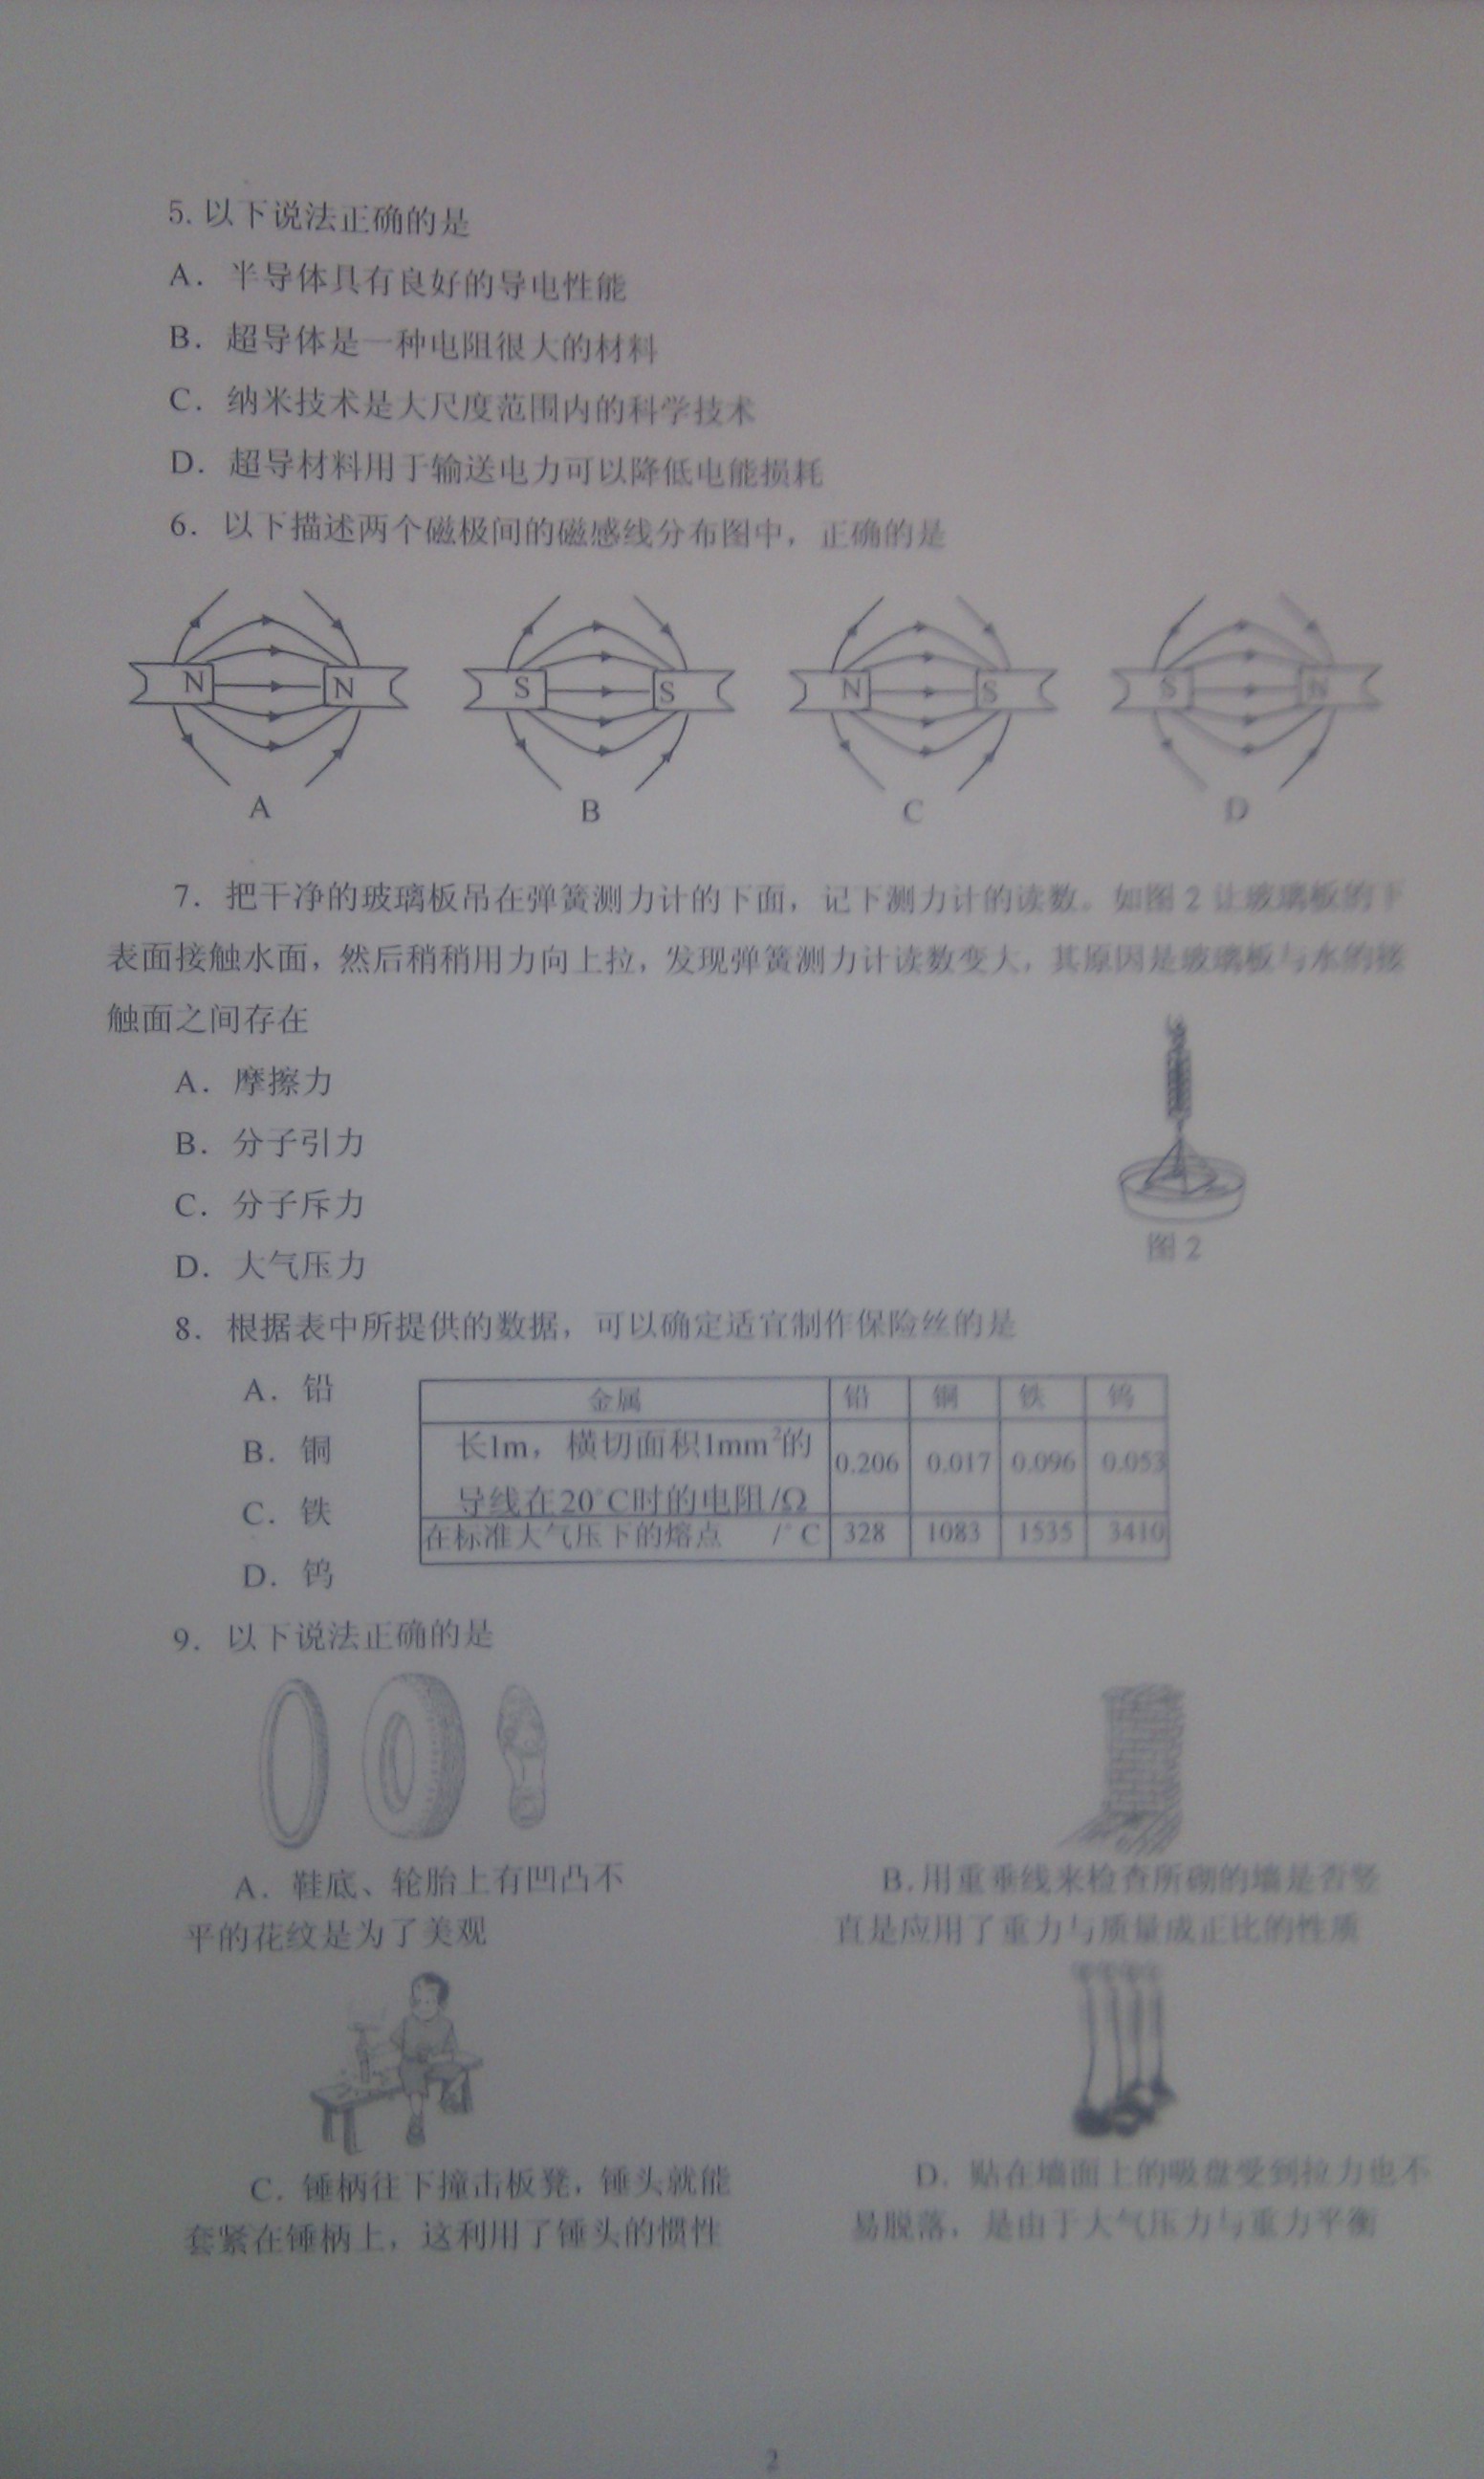 5. 以下说法正确的是
A．半导体具有良好的导电性能
B．超导体是一种电阻很大的材料
C．纳米技术是大尺度范围内的科学技术
D．超导材料用于输送电力可以降低电能损耗
6．以下描述两个磁极间的磁感线分布图中，正确的是
N N S S N S S N
A B C D
7．把干净的玻璃板吊在弹簧测力计的下面，记下测力计的读数。如图 2 让玻璃板的下
表面接触水面，然后稍稍用力向上拉，发现弹簧测力计读数变大，其原因是玻璃板与水的接
触面之间存在
A．摩擦力
B．分子引力
C．分子斥力
D．大气压力
图 2
8．根据表中所提供的数据，可以确定适宜制作保险丝的是
A．铅
B．铜
C．铁
D．钨
金属 铅 铜 铁 钨
长1m，横切面积1mm²的
导线在20°C时的电阻/Ω 0.206 0.017 0.096 0.053
在标准大气压下的熔点 /°C 328 1083 1535 3410
9．以下说法正确的是
A．鞋底、轮胎上有凹凸不
平的花纹是为了美观
B. 用重垂线来检查所砌的墙是否竖
直是应用了重力与质量成正比的性质
C. 锤柄往下撞击板凳，锤头就能
套紧在锤柄上，这利用了锤头的惯性
D. 贴在墙面上的吸盘受到拉力也不
易脱落，是由于大气压力与重力平衡
2